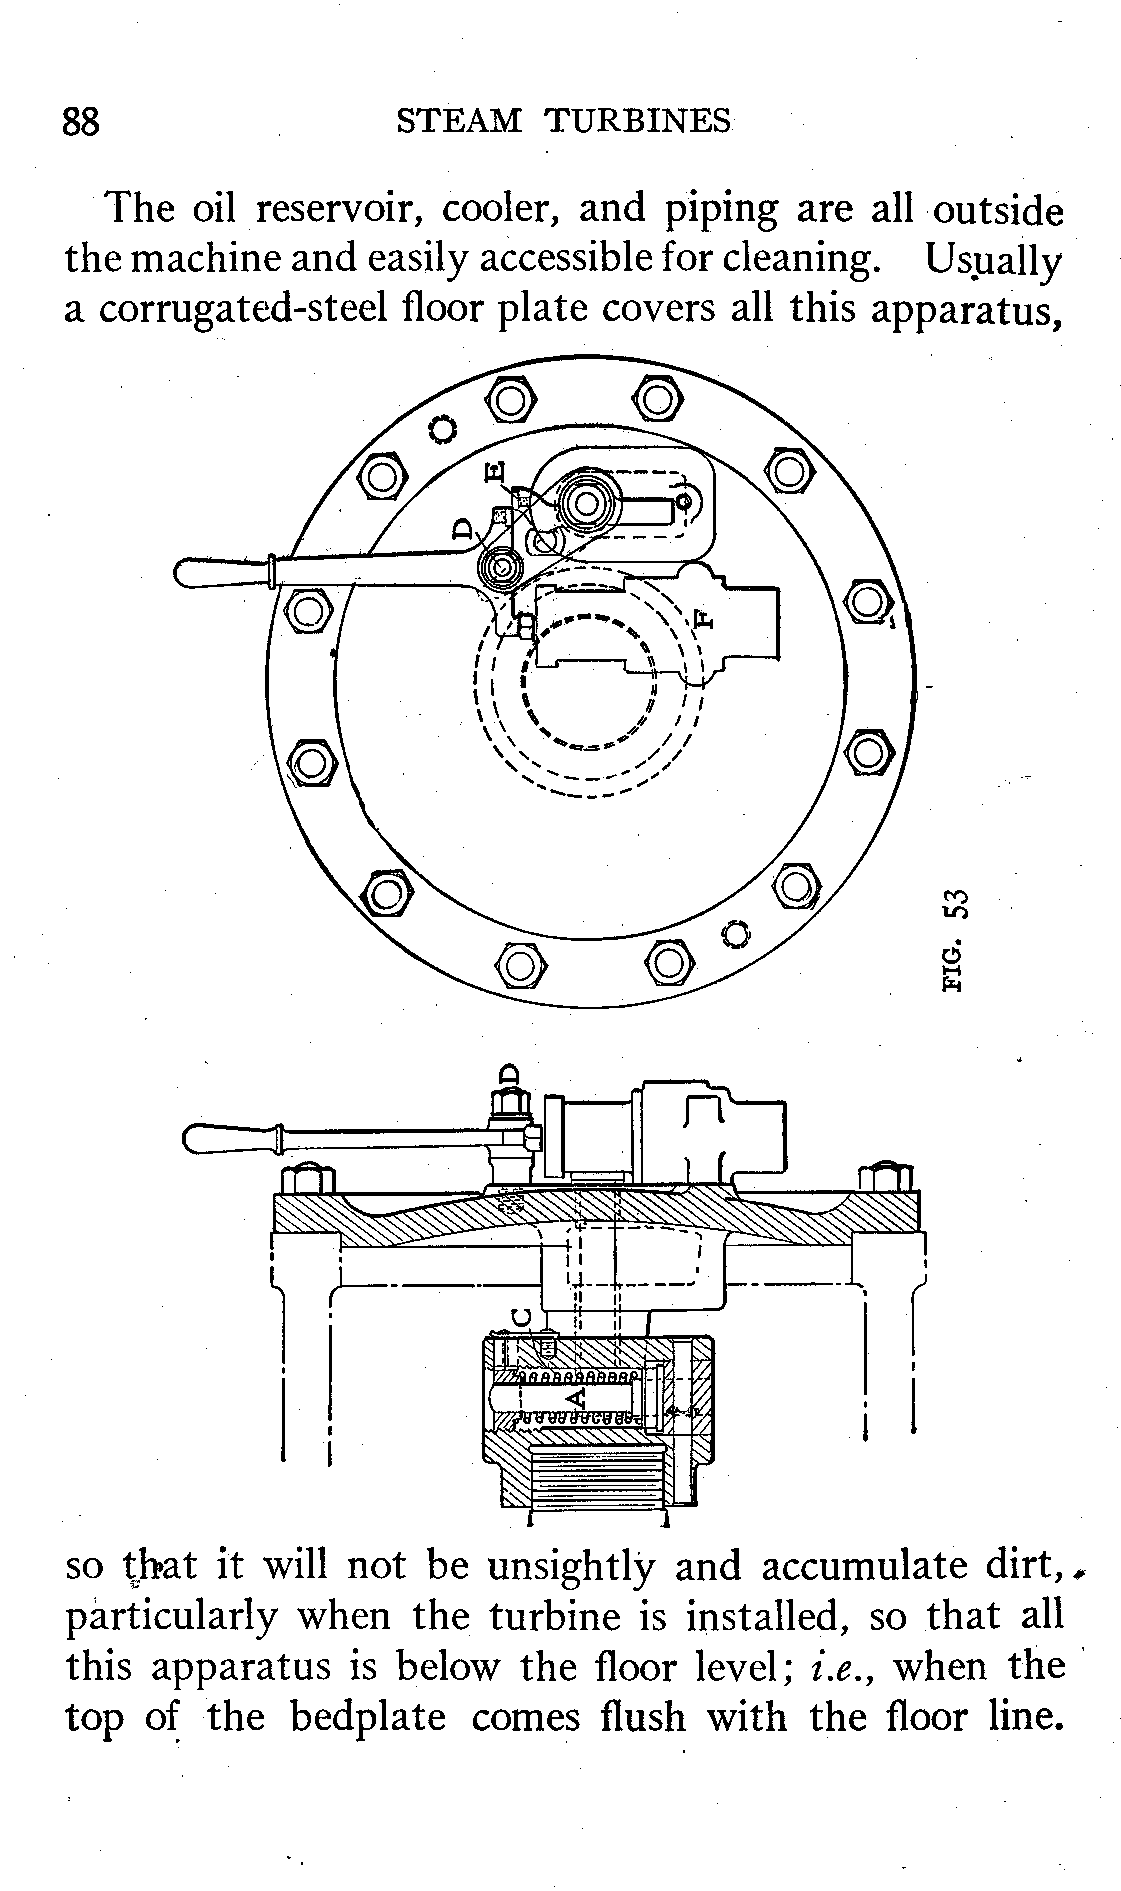 88 STEAM TURBINES
The oil reservoir, cooler, and piping are all outside
the machine and easily accessible for cleaning. Usually
a corrugated-steel floor plate covers all this apparatus,
E
D
F
FIG. 53
D
C
A
so that it will not be unsightly and accumulate dirt,
particularly when the turbine is installed, so that all
this apparatus is below the floor level; i.e., when the
top of the bedplate comes flush with the floor line.